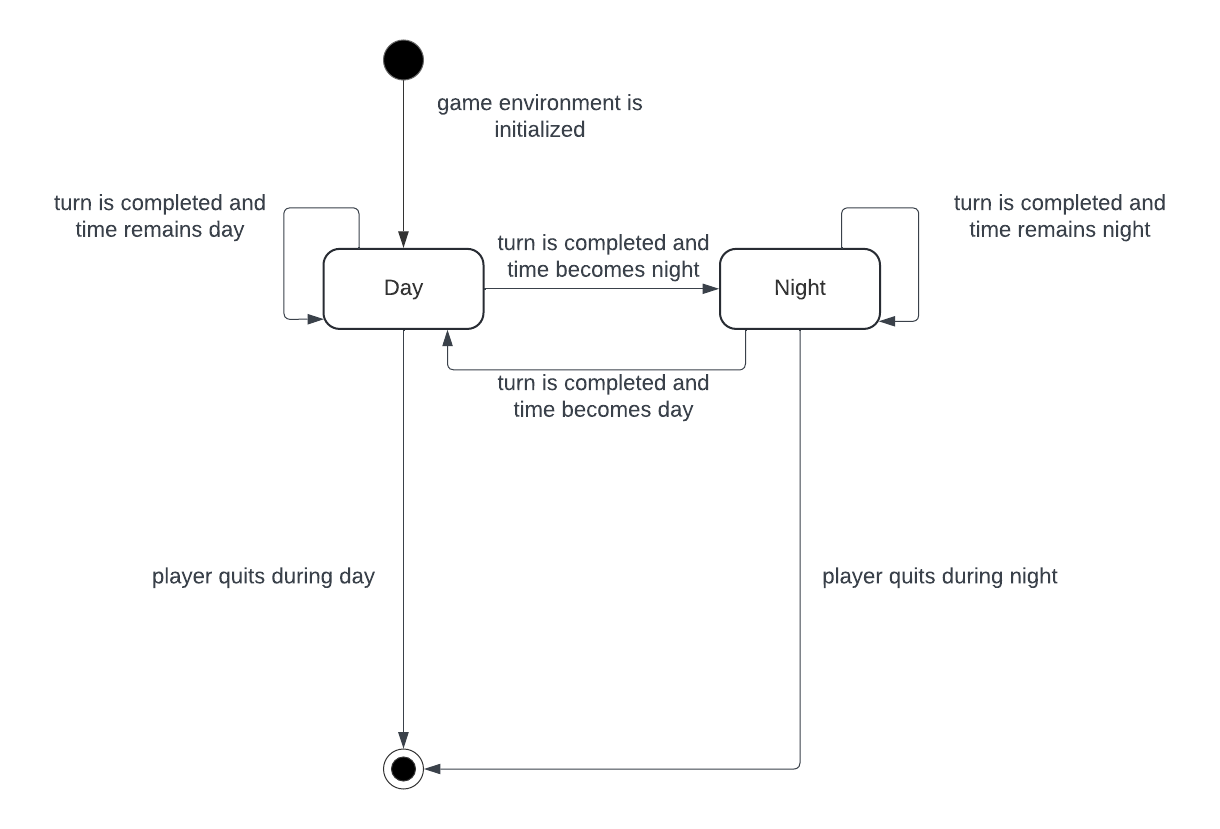 game environment is
initialized
turn is completed and
time remains day
turn is completed and
time becomes night
turn is completed and
time remains night
Day
Night
turn is completed and
time becomes day
player quits during day
player quits during night